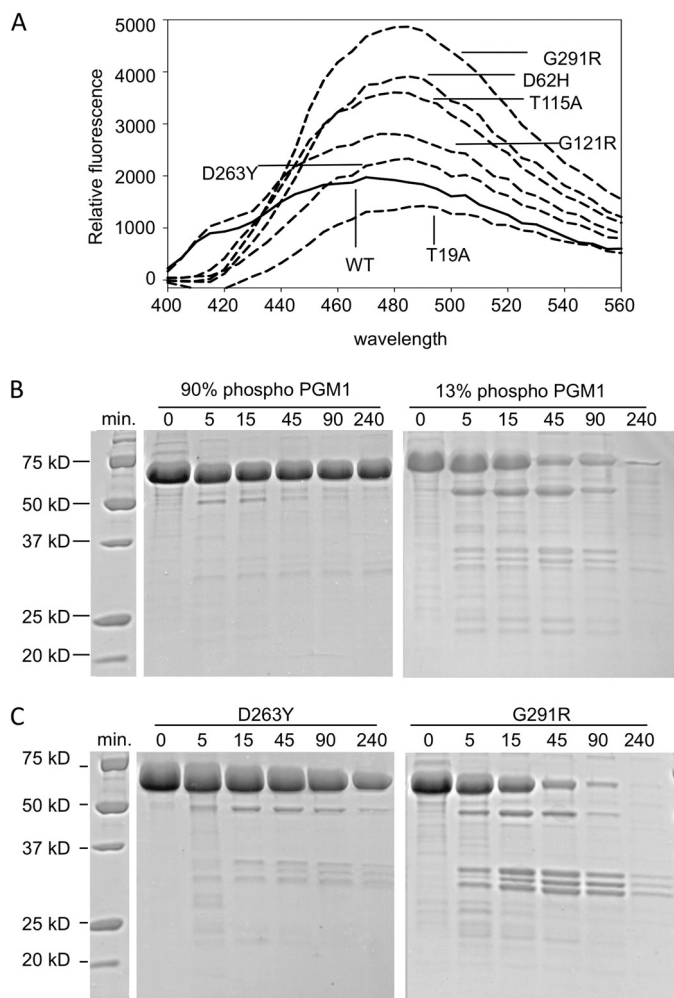 A
5000
4000
3000
2000
1000
0
Relative fluorescence
G291R
D62H
T115A
G121R
D263Y
WT
T19A
400 420 440 460 480 500 520 540 560
wavelength
B
90% phospho PGM1 13% phospho PGM1
min. 0 5 15 45 90 240 0 5 15 45 90 240
75 kD
50 kD
37 kD
25 kD
20 kD
C
D263Y G291R
min. 0 5 15 45 90 240 0 5 15 45 90 240
75 kD
50 kD
37 kD
25 kD
20 kD